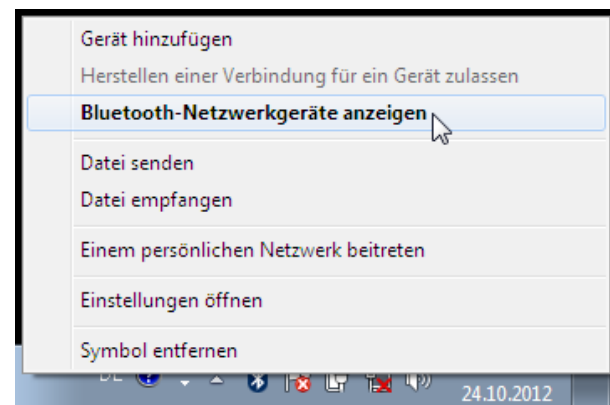 Gerät hinzufügen
Herstellen einer Verbindung für ein Gerät zulassen
Bluetooth-Netzwerkgeräte anzeigen
Datei senden
Datei empfangen
Einem persönlichen Netzwerk beitreten
Einstellungen öffnen
Symbol entfernen
DE
24.10.2012